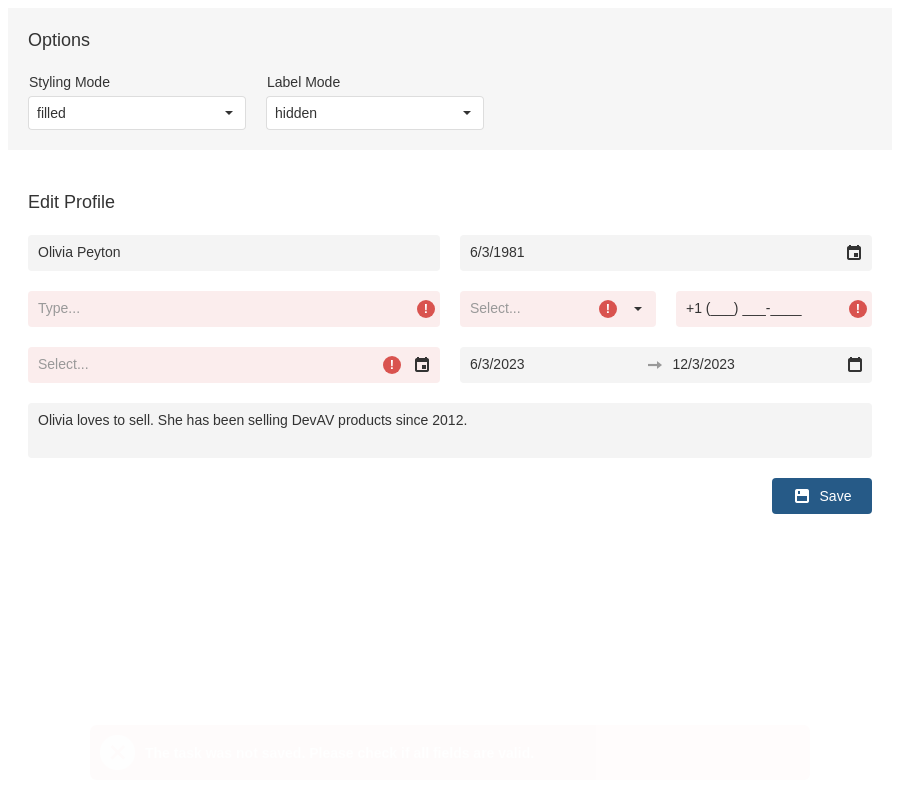 Options
Styling Mode
Label Mode
filled
hidden
Edit Profile
Olivia Peyton
6/3/1981
Type...
Select...
+1 (___) ___-____
Select...
6/3/2023
12/3/2023
Olivia loves to sell. She has been selling DevAV products since 2012.
Save